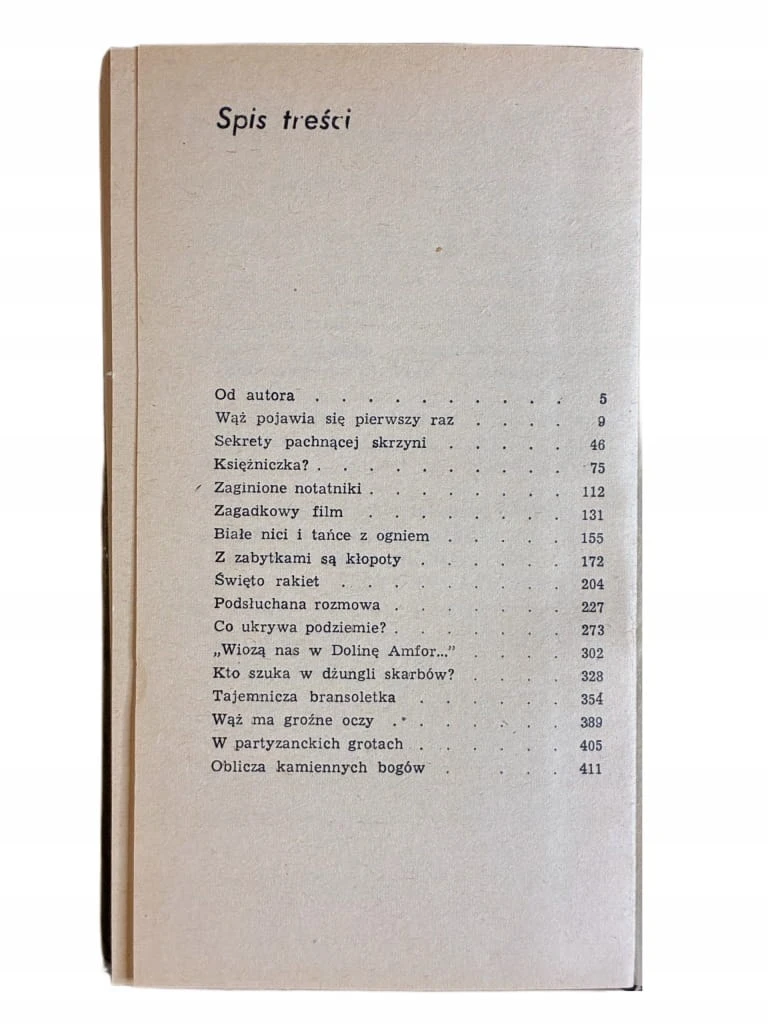 Spis treści
Od autora . . . . . . . . . . 5
Wąż pojawia się pierwszy raz . . . . 9
Sekrety pachnącej skrzyni . . . . . 46
Księżniczka? . . . . . . . . . . 75
Zaginione notatniki . . . . . . . . 112
Zagadkowy film . . . . . . . . 131
Białe nici i tańce z ogniem . . . . . 155
Z zabytkami są kłopoty . . . . . . 172
Święto rakiet . . . . . . . . . 204
Podsłuchana rozmowa . . . . . . . 227
Co ukrywa podziemie? . . . . . . . 273
„Wiozą nas w Dolinę Amfor...” . . . . 302
Kto szuka w dżungli skarbów? . . . . 328
Tajemnicza bransoletka . . . . . . 354
Wąż ma groźne oczy . . . . . . . 389
W partyzanckich grotach . . . . . . 405
Oblicza kamiennych bogów . . . . 411